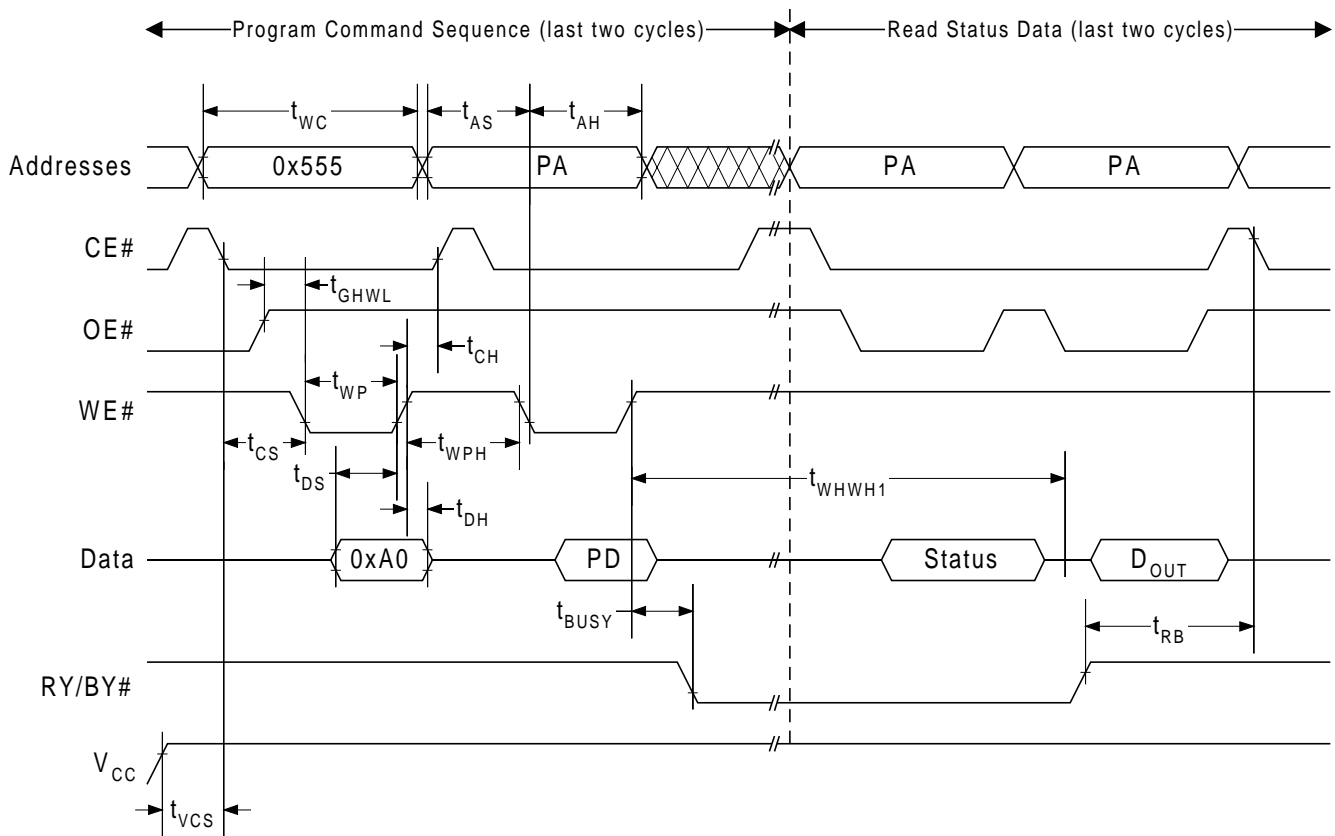 Program Command Sequence (last two cycles) Read Status Data (last two cycles)
tWC tAS tAH
Addresses 0x555 PA PA PA
CE#
tGHWL
OE#
tCH
tWP
WE#
tCS tWPH
tDS tWHWH1
tDH
Data 0xA0 PD Status DOUT
tBUSY tRB
RY/BY#
VCC
tVCS